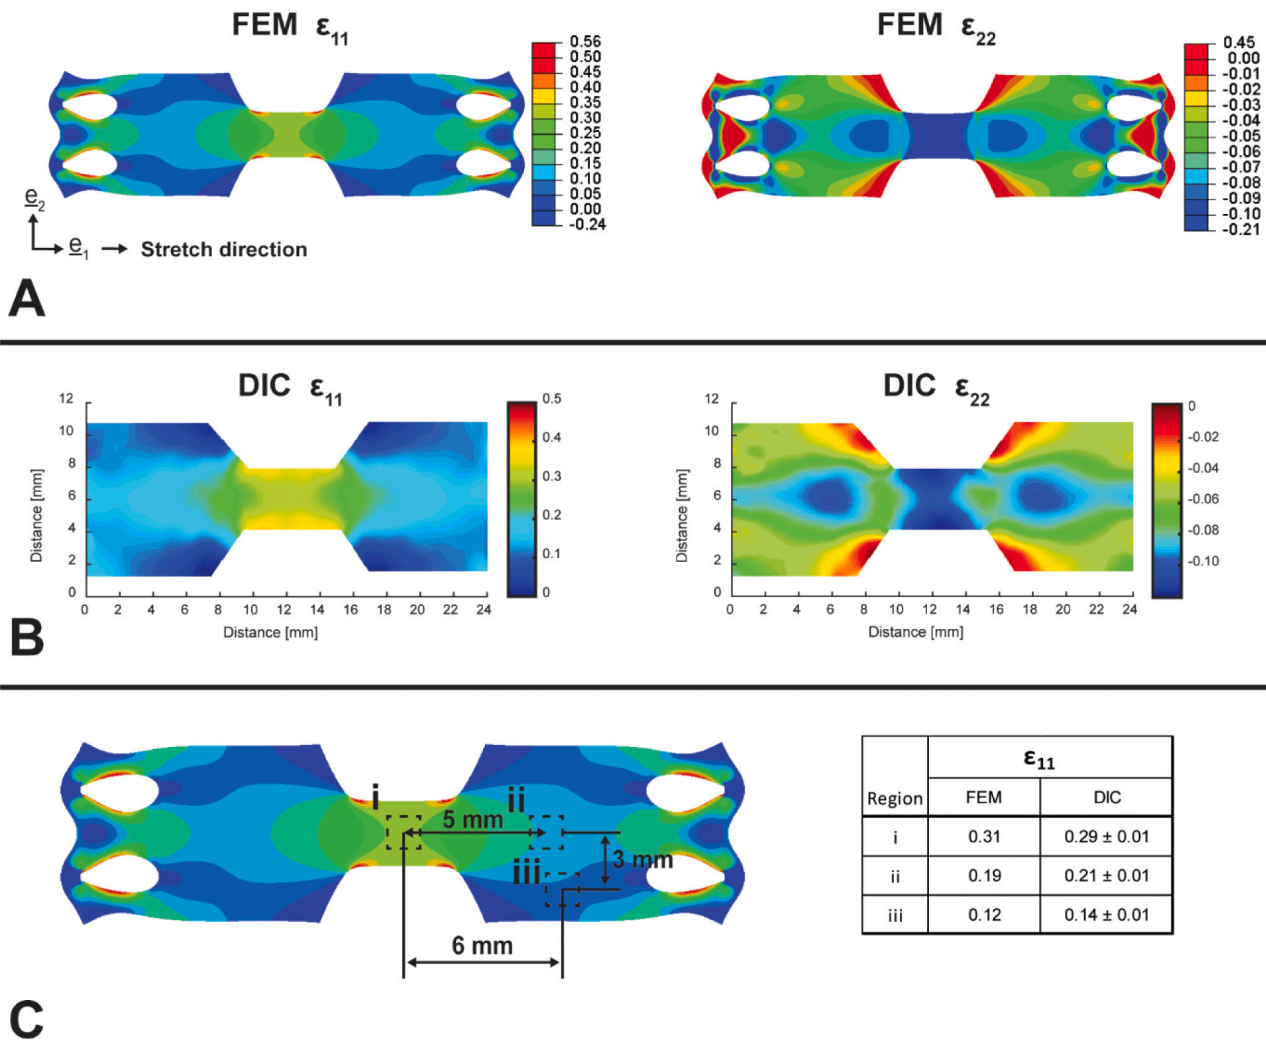 FEM ε11
FEM ε22
0.56
0.50
0.45
0.40
0.35
0.30
0.25
0.20
0.15
0.10
0.05
0.00
-0.24
0.45
0.00
-0.01
-0.02
-0.03
-0.04
-0.05
-0.06
-0.07
-0.08
-0.09
-0.10
-0.21
e2
e1 → Stretch direction
A
DIC ε11
DIC ε22
12
10
8
6
4
2
0
Distance [mm]
0 2 4 6 8 10 12 14 16 18 20 22 24
Distance [mm]
0.5
0.4
0.3
0.2
0.1
0
12
10
8
6
4
2
0
Distance [mm]
0 2 4 6 8 10 12 14 16 18 20 22 24
Distance [mm]
0
-0.02
-0.04
-0.06
-0.08
-0.10
B
i
ii
5 mm
iii
3 mm
6 mm
ε11
Region FEM DIC
i 0.31 0.29 ± 0.01
ii 0.19 0.21 ± 0.01
iii 0.12 0.14 ± 0.01
C